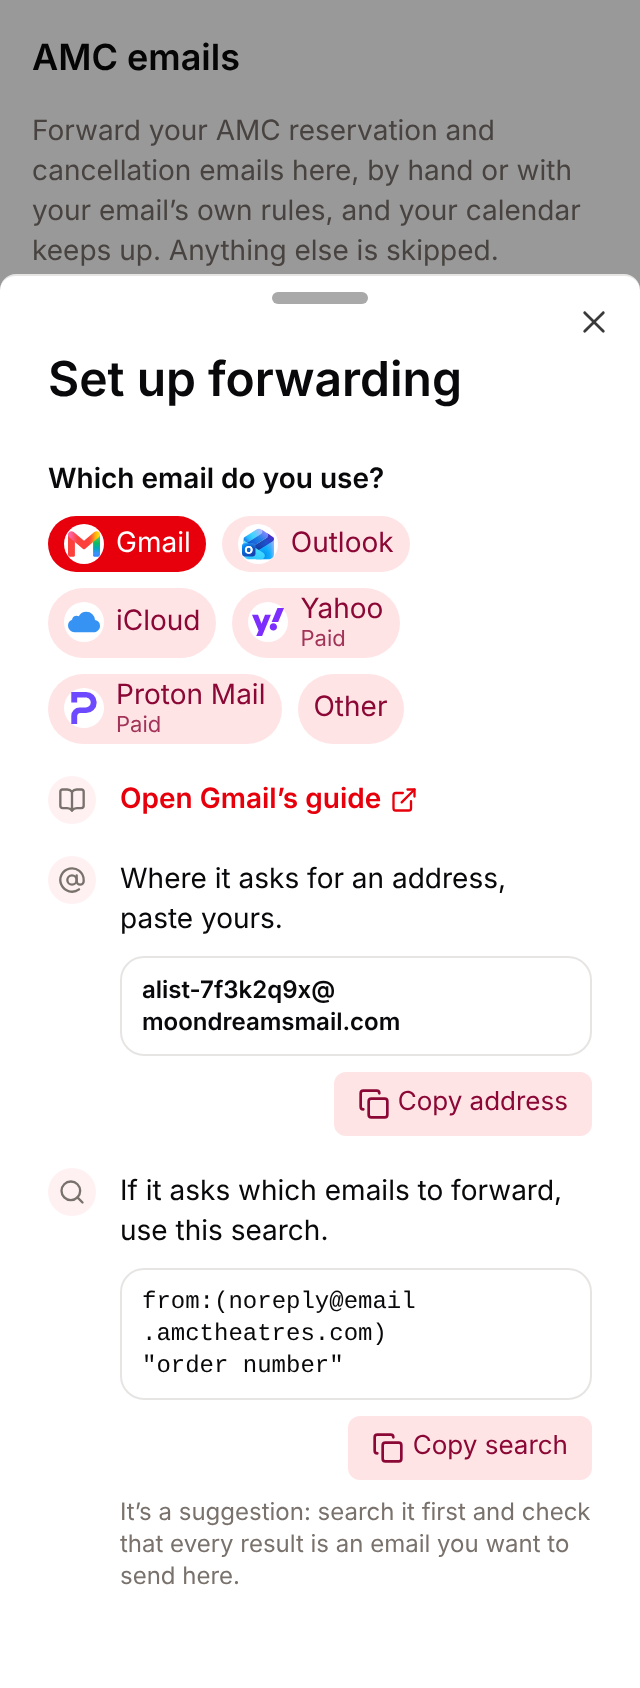 AMC emails
Forward your AMC reservation and
cancellation emails here, by hand or with
your email’s own rules, and your calendar
keeps up. Anything else is skipped.
Set up forwarding
Which email do you use?
Gmail
Outlook
iCloud
Yahoo
Paid
Proton Mail
Paid
Other
Open Gmail’s guide
Where it asks for an address,
paste yours.
alist-7f3k2q9x@
moondreamsmail.com
Copy address
If it asks which emails to forward,
use this search.
from:(noreply@email
.amctheatres.com)
"order number"
Copy search
It’s a suggestion: search it first and check
that every result is an email you want to
send here.